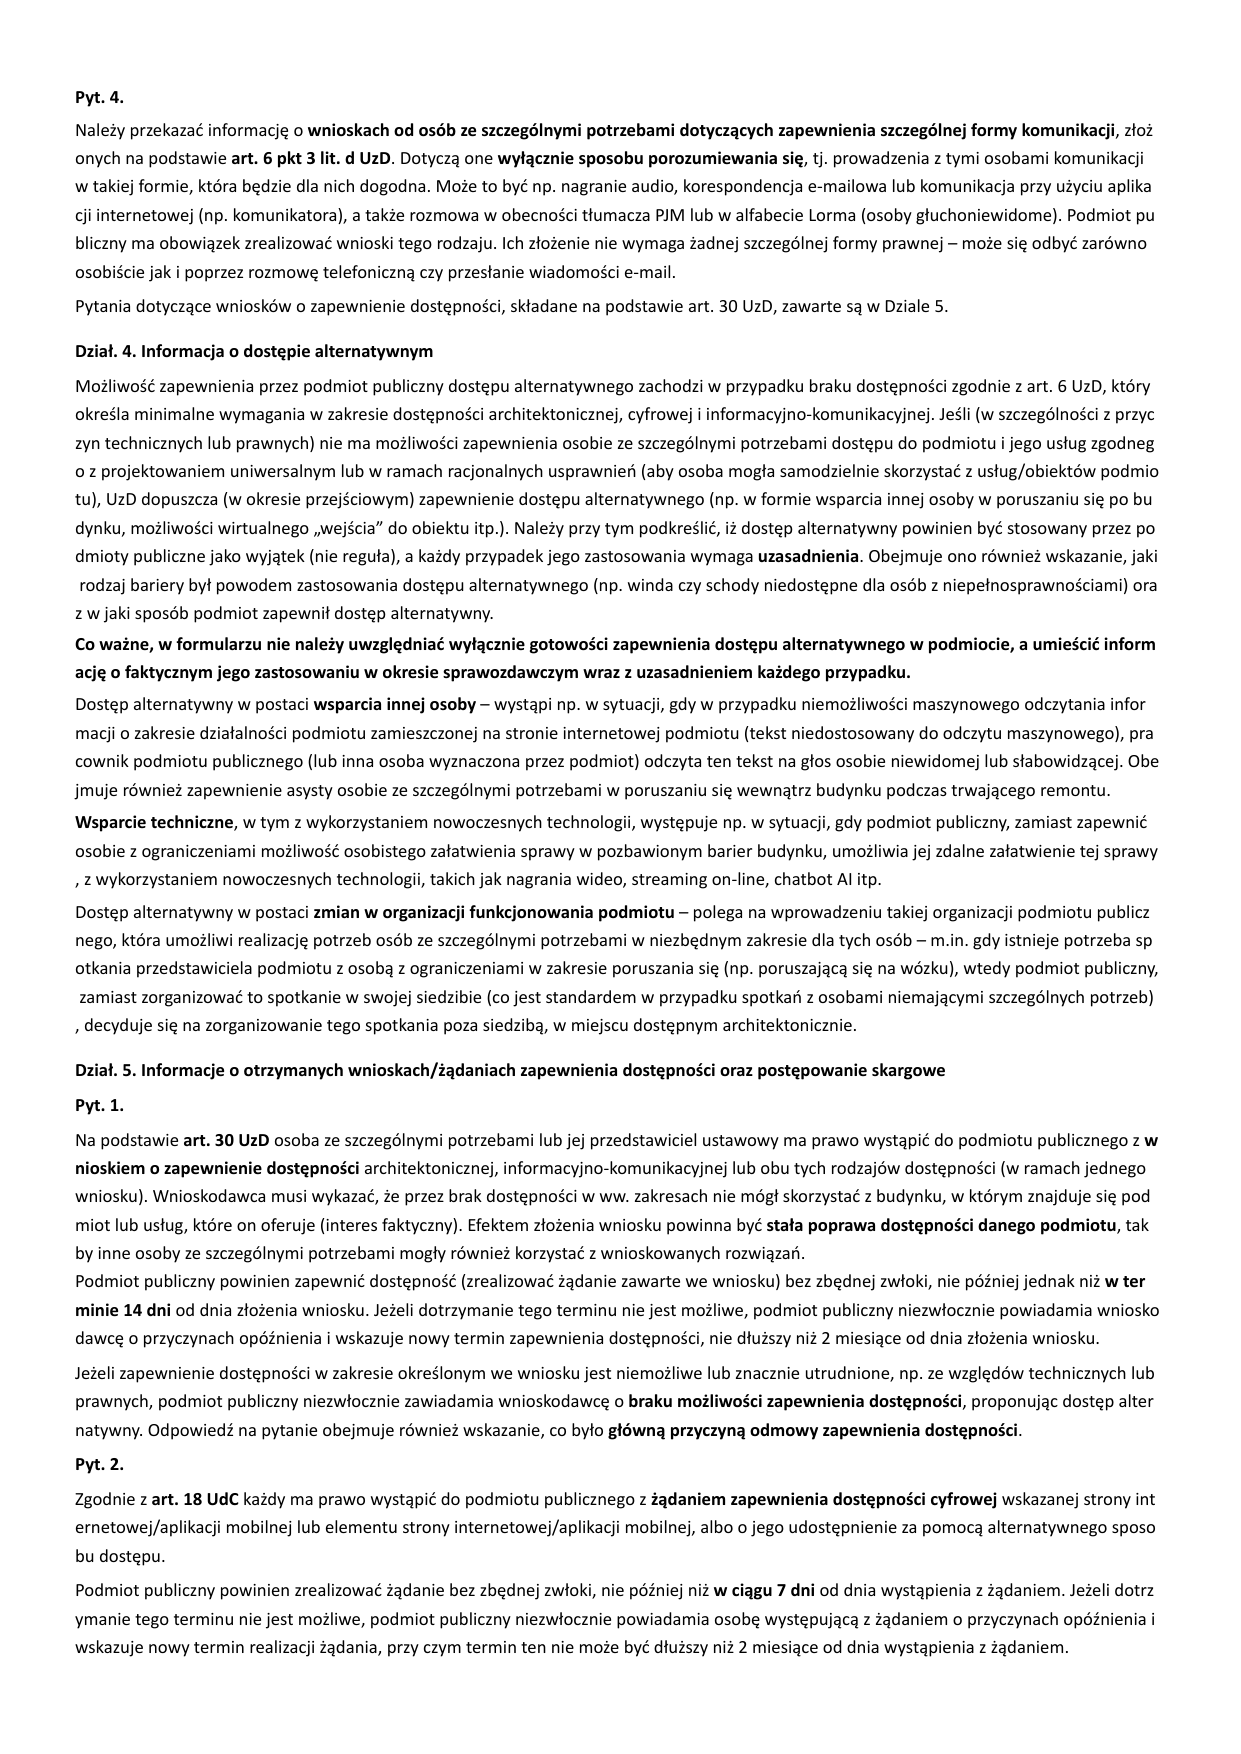 Pyt. 4.
Należy przekazać informację o wnioskach od osób ze szczególnymi potrzebami dotyczących zapewnienia szczególnej formy komunikacji, złoż
onych na podstawie art. 6 pkt 3 lit. d UzD. Dotyczą one wyłącznie sposobu porozumiewania się, tj. prowadzenia z tymi osobami komunikacji
w takiej formie, która będzie dla nich dogodna. Może to być np. nagranie audio, korespondencja e-mailowa lub komunikacja przy użyciu aplika
cji internetowej (np. komunikatora), a także rozmowa w obecności tłumacza PJM lub w alfabecie Lorma (osoby głuchoniewidome). Podmiot pu
bliczny ma obowiązek zrealizować wnioski tego rodzaju. Ich złożenie nie wymaga żadnej szczególnej formy prawnej – może się odbyć zarówno
osobiście jak i poprzez rozmowę telefoniczną czy przesłanie wiadomości e-mail.
Pytania dotyczące wniosków o zapewnienie dostępności, składane na podstawie art. 30 UzD, zawarte są w Dziale 5.
Dział. 4. Informacja o dostępie alternatywnym
Możliwość zapewnienia przez podmiot publiczny dostępu alternatywnego zachodzi w przypadku braku dostępności zgodnie z art. 6 UzD, który
określa minimalne wymagania w zakresie dostępności architektonicznej, cyfrowej i informacyjno-komunikacyjnej. Jeśli (w szczególności z przyc
zyn technicznych lub prawnych) nie ma możliwości zapewnienia osobie ze szczególnymi potrzebami dostępu do podmiotu i jego usług zgodneg
o z projektowaniem uniwersalnym lub w ramach racjonalnych usprawnień (aby osoba mogła samodzielnie skorzystać z usług/obiektów podmio
tu), UzD dopuszcza (w okresie przejściowym) zapewnienie dostępu alternatywnego (np. w formie wsparcia innej osoby w poruszaniu się po bu
dynku, możliwości wirtualnego „wejścia” do obiektu itp.). Należy przy tym podkreślić, iż dostęp alternatywny powinien być stosowany przez po
dmioty publiczne jako wyjątek (nie reguła), a każdy przypadek jego zastosowania wymaga uzasadnienia. Obejmuje ono również wskazanie, jaki
rodzaj bariery był powodem zastosowania dostępu alternatywnego (np. winda czy schody niedostępne dla osób z niepełnosprawnościami) ora
z w jaki sposób podmiot zapewnił dostęp alternatywny.
Co ważne, w formularzu nie należy uwzględniać wyłącznie gotowości zapewnienia dostępu alternatywnego w podmiocie, a umieścić inform
ację o faktycznym jego zastosowaniu w okresie sprawozdawczym wraz z uzasadnieniem każdego przypadku.
Dostęp alternatywny w postaci wsparcia innej osoby – wystąpi np. w sytuacji, gdy w przypadku niemożliwości maszynowego odczytania infor
macji o zakresie działalności podmiotu zamieszczonej na stronie internetowej podmiotu (tekst niedostosowany do odczytu maszynowego), pra
cownik podmiotu publicznego (lub inna osoba wyznaczona przez podmiot) odczyta ten tekst na głos osobie niewidomej lub słabowidzącej. Obe
jmuje również zapewnienie asysty osobie ze szczególnymi potrzebami w poruszaniu się wewnątrz budynku podczas trwającego remontu.
Wsparcie techniczne, w tym z wykorzystaniem nowoczesnych technologii, występuje np. w sytuacji, gdy podmiot publiczny, zamiast zapewnić
osobie z ograniczeniami możliwość osobistego załatwienia sprawy w pozbawionym barier budynku, umożliwia jej zdalne załatwienie tej sprawy
, z wykorzystaniem nowoczesnych technologii, takich jak nagrania wideo, streaming on-line, chatbot AI itp.
Dostęp alternatywny w postaci zmian w organizacji funkcjonowania podmiotu – polega na wprowadzeniu takiej organizacji podmiotu publicz
nego, która umożliwi realizację potrzeb osób ze szczególnymi potrzebami w niezbędnym zakresie dla tych osób – m.in. gdy istnieje potrzeba sp
otkania przedstawiciela podmiotu z osobą z ograniczeniami w zakresie poruszania się (np. poruszającą się na wózku), wtedy podmiot publiczny,
zamiast zorganizować to spotkanie w swojej siedzibie (co jest standardem w przypadku spotkań z osobami niemającymi szczególnych potrzeb)
, decyduje się na zorganizowanie tego spotkania poza siedzibą, w miejscu dostępnym architektonicznie.
Dział. 5. Informacje o otrzymanych wnioskach/żądaniach zapewnienia dostępności oraz postępowanie skargowe
Pyt. 1.
Na podstawie art. 30 UzD osoba ze szczególnymi potrzebami lub jej przedstawiciel ustawowy ma prawo wystąpić do podmiotu publicznego z w
nioskiem o zapewnienie dostępności architektonicznej, informacyjno-komunikacyjnej lub obu tych rodzajów dostępności (w ramach jednego
wniosku). Wnioskodawca musi wykazać, że przez brak dostępności w ww. zakresach nie mógł skorzystać z budynku, w którym znajduje się pod
miot lub usług, które on oferuje (interes faktyczny). Efektem złożenia wniosku powinna być stała poprawa dostępności danego podmiotu, tak
by inne osoby ze szczególnymi potrzebami mogły również korzystać z wnioskowanych rozwiązań.
Podmiot publiczny powinien zapewnić dostępność (zrealizować żądanie zawarte we wniosku) bez zbędnej zwłoki, nie później jednak niż w ter
minie 14 dni od dnia złożenia wniosku. Jeżeli dotrzymanie tego terminu nie jest możliwe, podmiot publiczny niezwłocznie powiadamia wniosko
dawcę o przyczynach opóźnienia i wskazuje nowy termin zapewnienia dostępności, nie dłuższy niż 2 miesiące od dnia złożenia wniosku.
Jeżeli zapewnienie dostępności w zakresie określonym we wniosku jest niemożliwe lub znacznie utrudnione, np. ze względów technicznych lub
prawnych, podmiot publiczny niezwłocznie zawiadamia wnioskodawcę o braku możliwości zapewnienia dostępności, proponując dostęp alter
natywny. Odpowiedź na pytanie obejmuje również wskazanie, co było główną przyczyną odmowy zapewnienia dostępności.
Pyt. 2.
Zgodnie z art. 18 UdC każdy ma prawo wystąpić do podmiotu publicznego z żądaniem zapewnienia dostępności cyfrowej wskazanej strony int
ernetowej/aplikacji mobilnej lub elementu strony internetowej/aplikacji mobilnej, albo o jego udostępnienie za pomocą alternatywnego sposo
bu dostępu.
Podmiot publiczny powinien zrealizować żądanie bez zbędnej zwłoki, nie później niż w ciągu 7 dni od dnia wystąpienia z żądaniem. Jeżeli dotrz
ymanie tego terminu nie jest możliwe, podmiot publiczny niezwłocznie powiadamia osobę występującą z żądaniem o przyczynach opóźnienia i
wskazuje nowy termin realizacji żądania, przy czym termin ten nie może być dłuższy niż 2 miesiące od dnia wystąpienia z żądaniem.